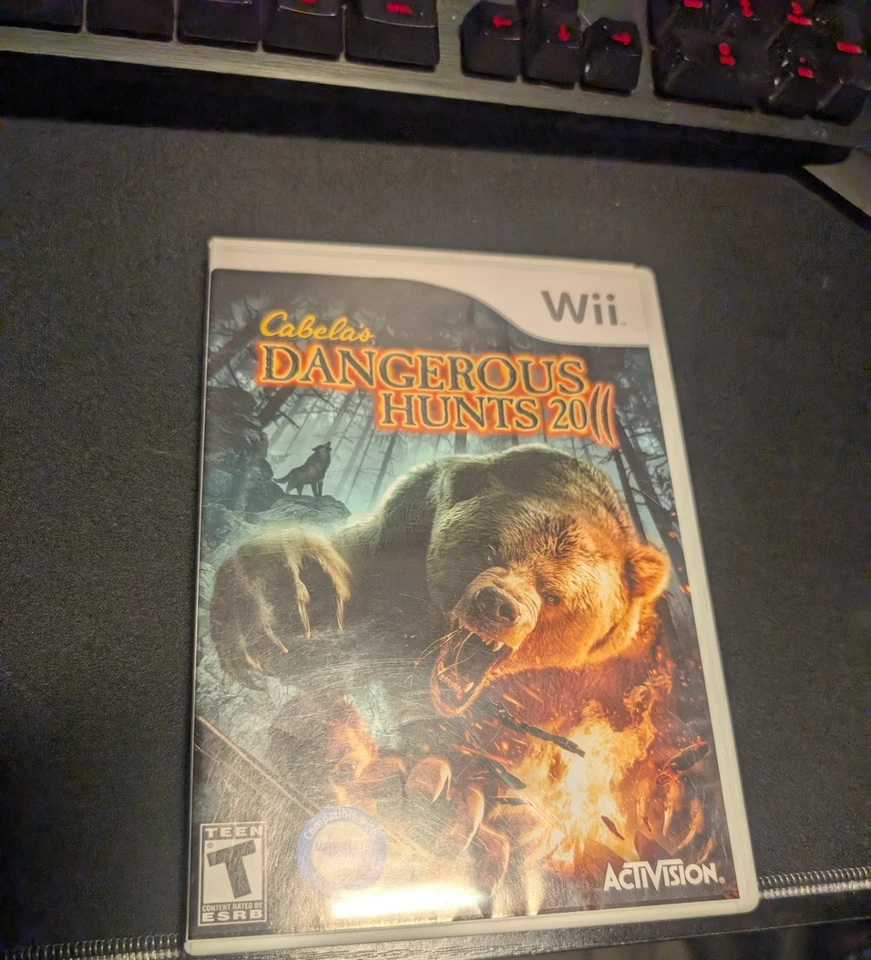 Wii
Cabela's
DANGEROUS
HUNTS 2011
TEEN
T
CONTENT RATED BY
ESRB
ACTIVISION